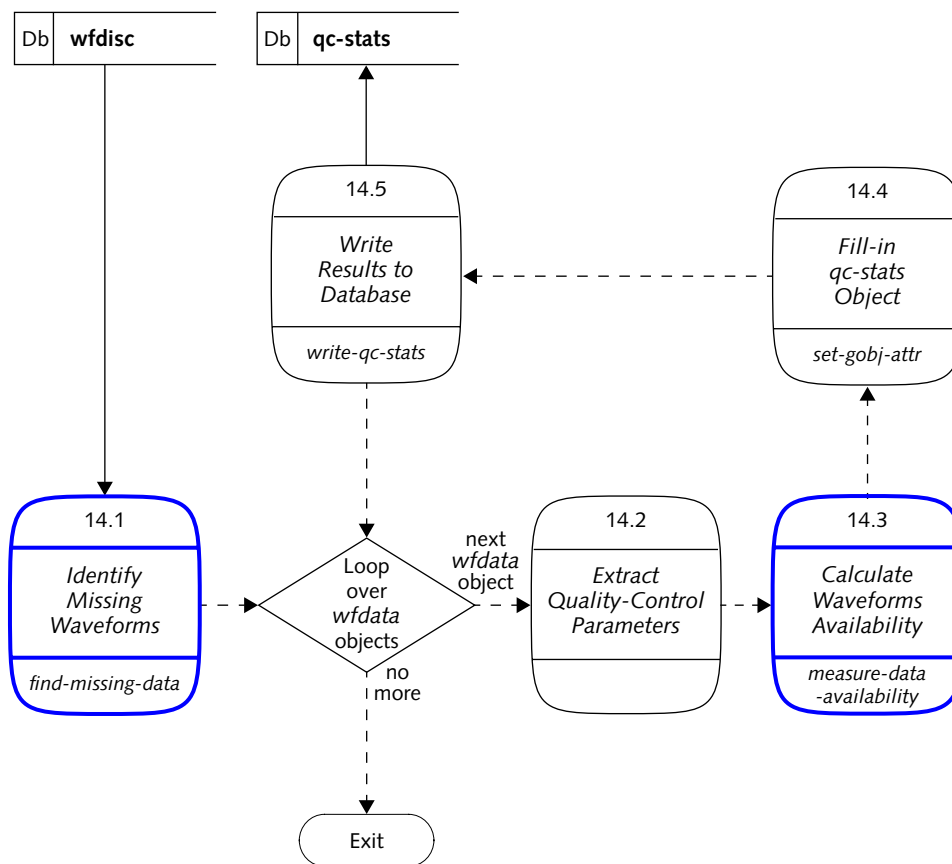 Db wfdisc
Db qc-stats
14.5
Write
Results to
Database
write-qc-stats
14.4
Fill-in
qc-stats
Object
set-gobj-attr
14.1
Identify
Missing
Waveforms
find-missing-data
Loop
over
wfdata
objects
next
wfdata
object
no
more
14.2
Extract
Quality-Control
Parameters
14.3
Calculate
Waveforms
Availability
measure-data
-availability
Exit